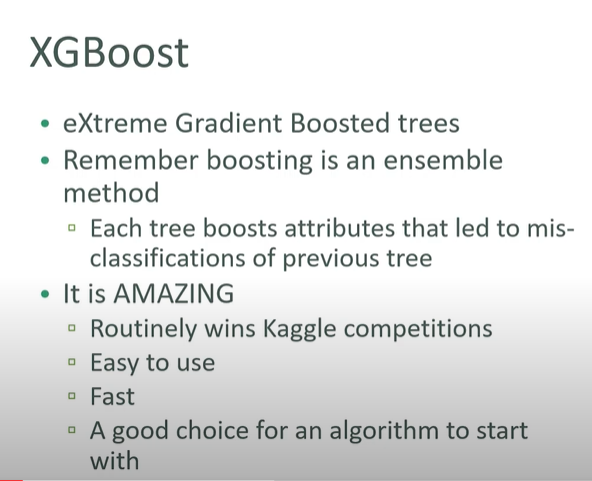 XGBoost
• eXtreme Gradient Boosted trees
• Remember boosting is an ensemble
method
▫ Each tree boosts attributes that led to mis-
classifications of previous tree
• It is AMAZING
▫ Routinely wins Kaggle competitions
▫ Easy to use
▫ Fast
▫ A good choice for an algorithm to start
with